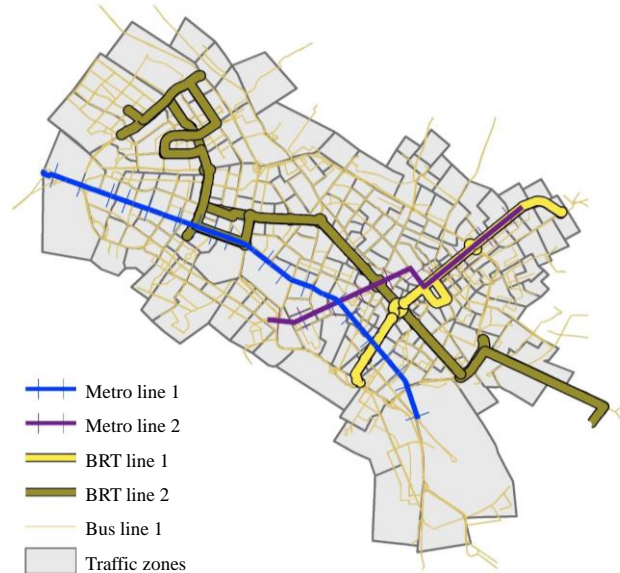 Metro line 1
Metro line 2
BRT line 1
BRT line 2
Bus line 1
Traffic zones